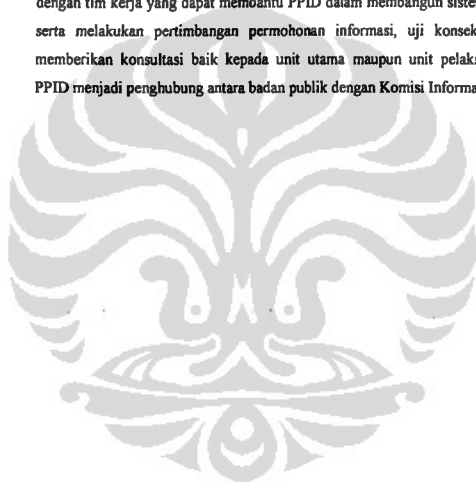 dengan tim kerja yang dapat membantu PPID dalam membangun siste
serta melakukan pertimbangan permohonan informasi, uji konsek
memberikan konsultasi baik kepada unit utama maupun unit pelak
PPID menjadi penghubung antara badan publik dengan Komisi Informa